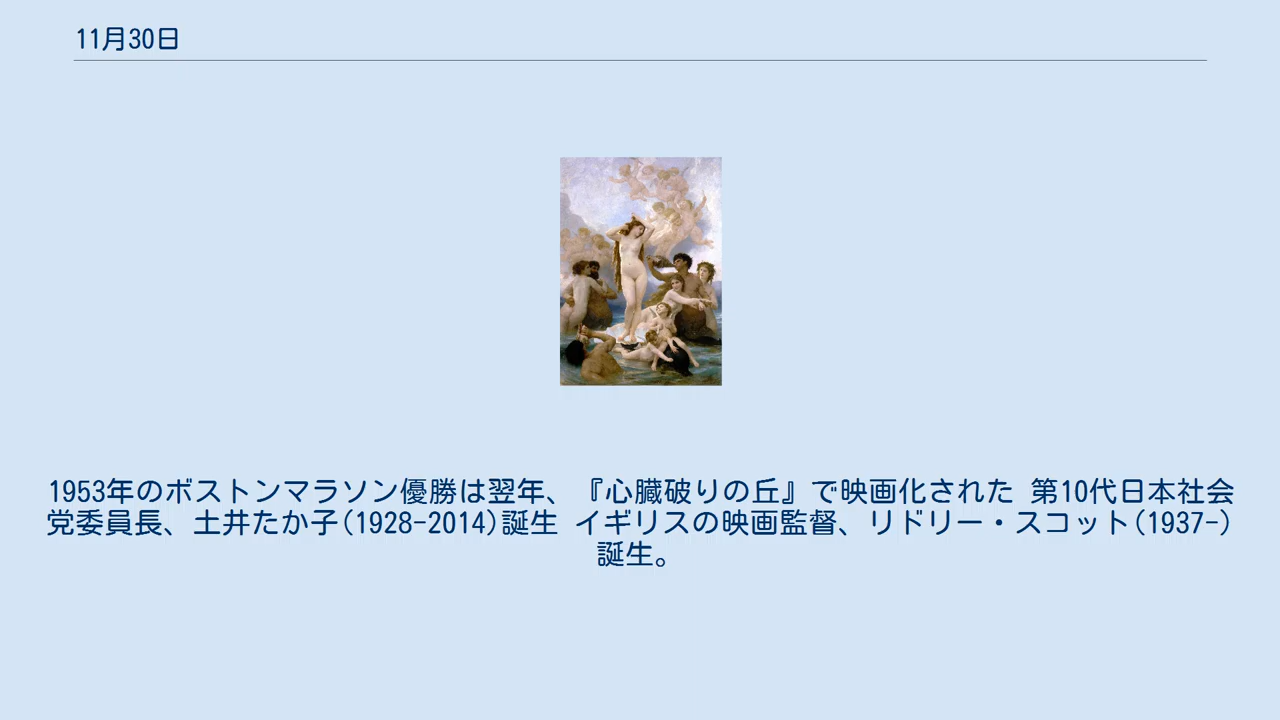 11月30日
1953年のボストンマラソン優勝は翌年、『心臓破りの丘』で映画化された 第10代日本社会
党委員長、土井たか子(1928-2014)誕生 イギリスの映画監督、リドリー・スコット(1937-)
誕生。